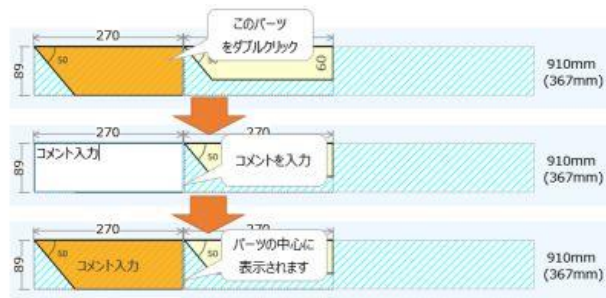 270
このパーツ
をダブルクリック
89
50
60
910mm
(367mm)
270
270
コメント入力
コメントを入力
89
50
910mm
(367mm)
270
270
パーツの中心に
表示されます
89
50
コメント入力
50
910mm
(367mm)